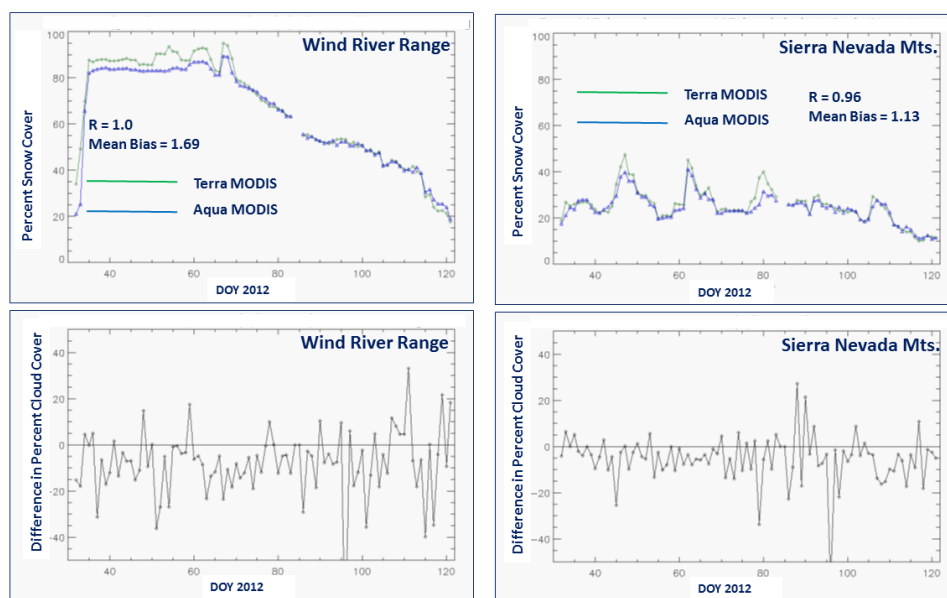 Wind River Range
Percent Snow Cover
100
80
60
40
20
0
R = 1.0
Mean Bias = 1.69
Terra MODIS
Aqua MODIS
40 60 80 100 120
DOY 2012
Sierra Nevada Mts.
Percent Snow Cover
100
80
60
40
20
0
Terra MODIS
Aqua MODIS
R = 0.96
Mean Bias = 1.13
40 60 80 100 120
DOY 2012
Wind River Range
Difference in Percent Cloud Cover
40
20
0
-20
-40
40 60 80 100 120
DOY 2012
Sierra Nevada Mts.
Difference in Percent Cloud Cover
40
20
0
-20
-40
40 60 80 100 120
DOY 2012